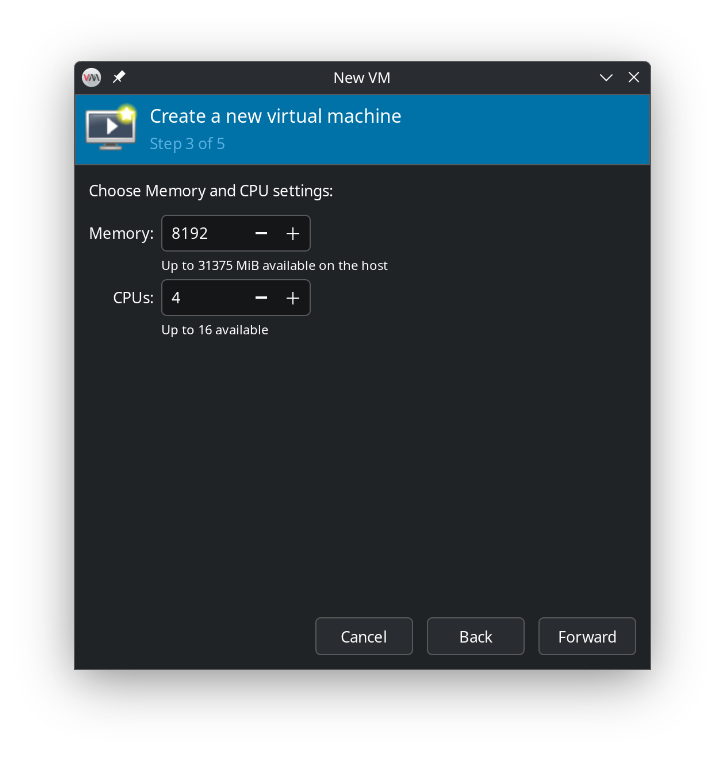 New VM
Create a new virtual machine
Step 3 of 5
Choose Memory and CPU settings:
Memory: 8192
Up to 31375 MiB available on the host
CPUs: 4
Up to 16 available
Cancel Back Forward